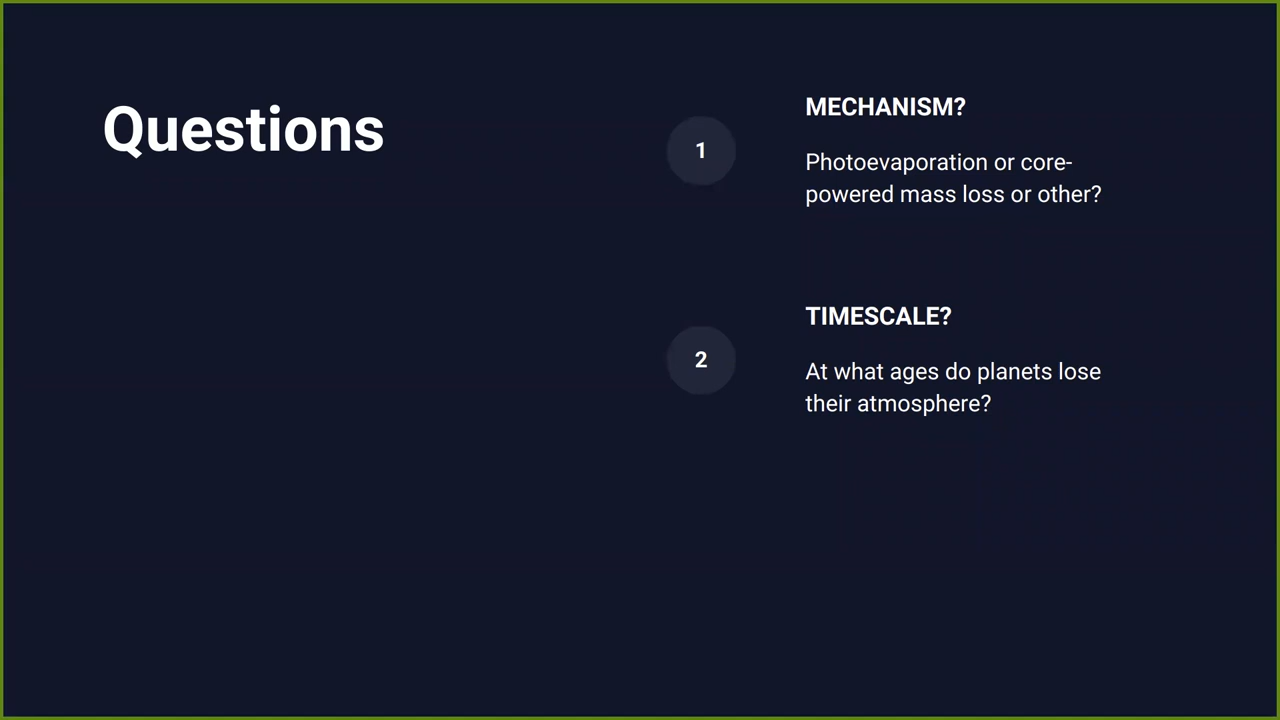 Questions
1
MECHANISM?
Photoevaporation or core-
powered mass loss or other?
2
TIMESCALE?
At what ages do planets lose
their atmosphere?